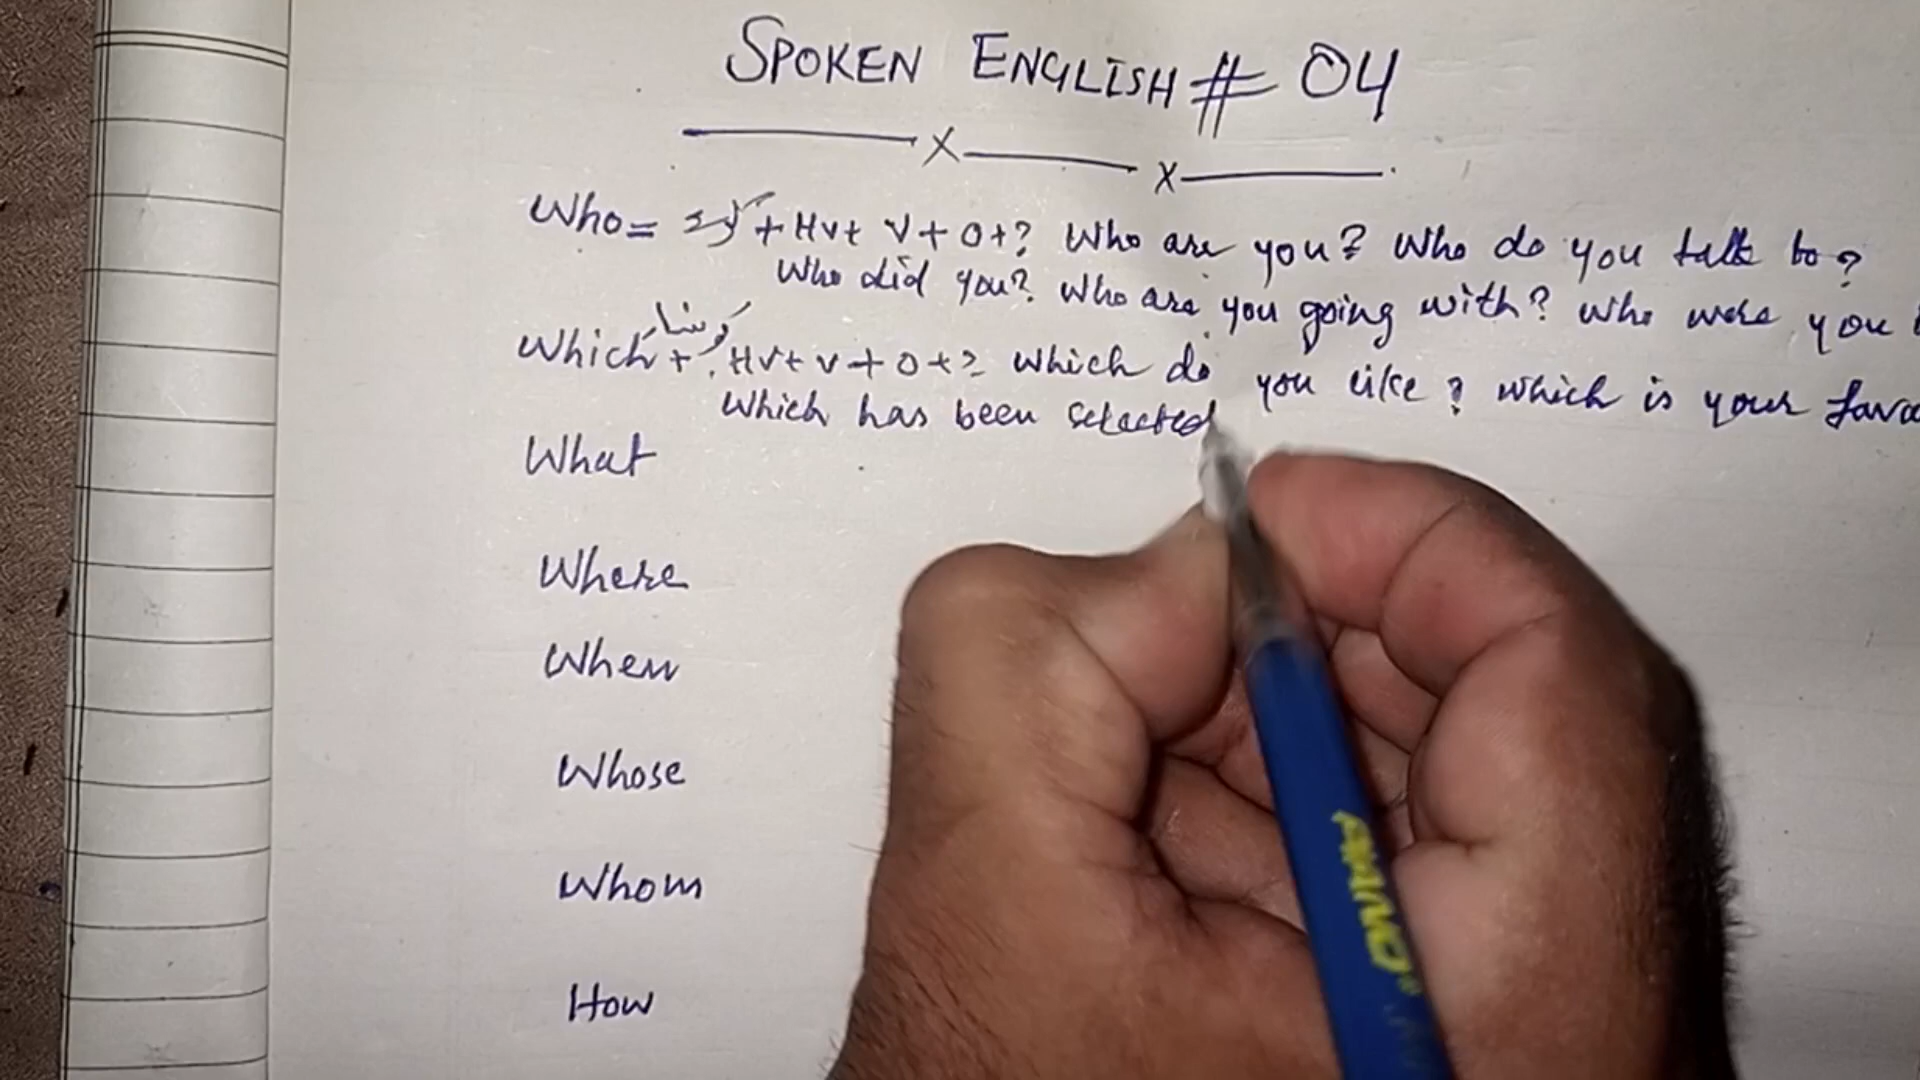 SPOKEN ENGLISH # 04
Who = + Hv + V + O + ? Who are you? Who do you talk to?
Who did you? Who are you going with? Who were you
کونسا
Which + Hv + v + o + ? Which do you like? Which is your favo
Which has been selected
What
Where
When
Whose
Whom
How